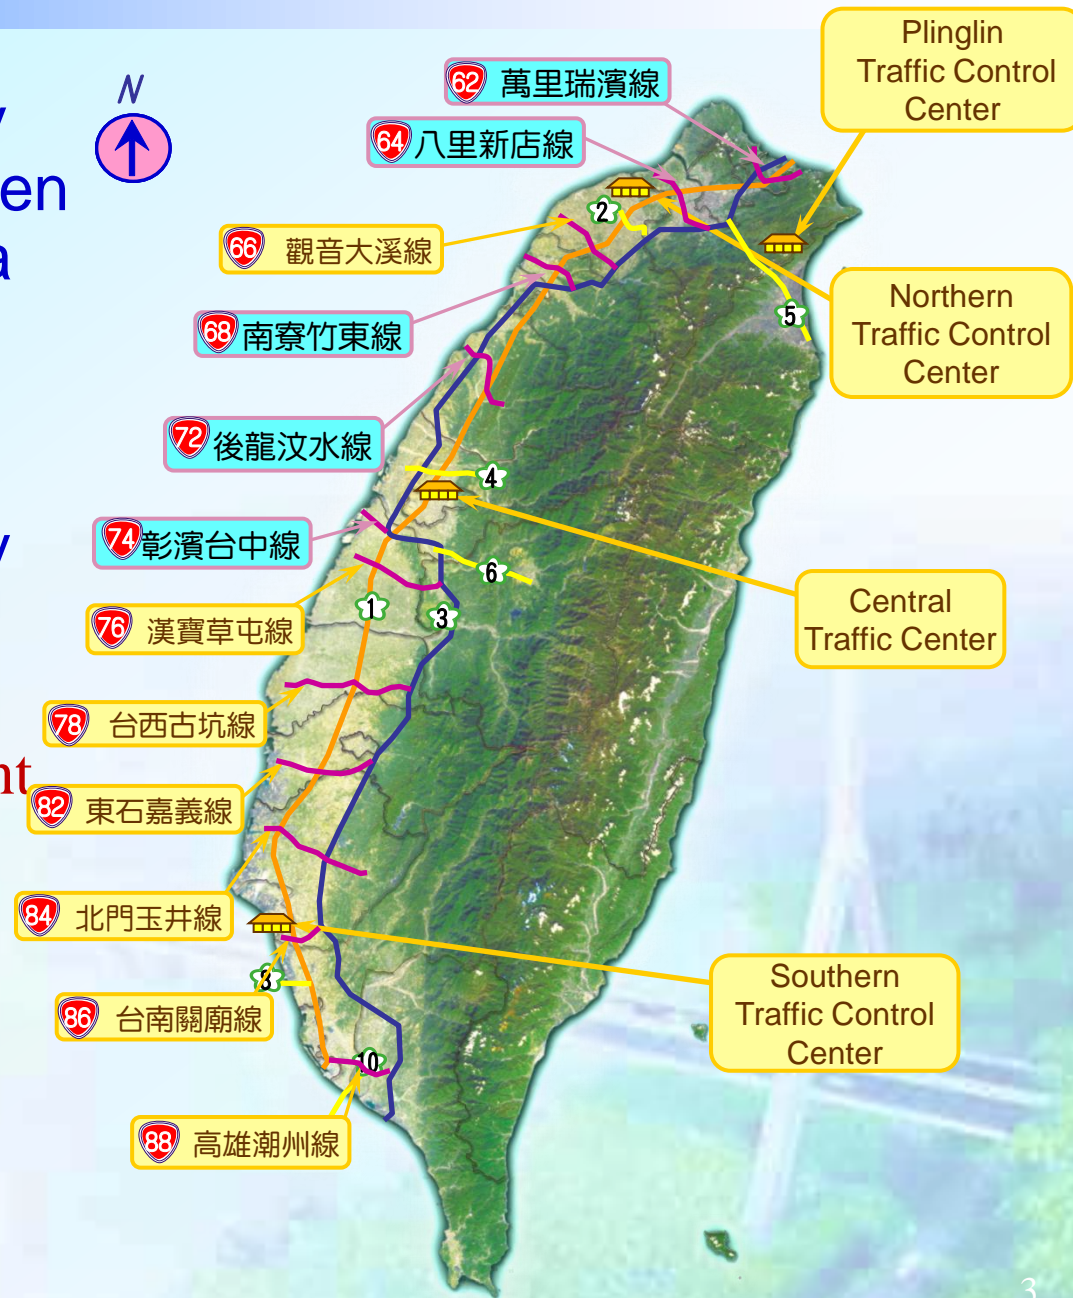 N
y
en
a
y
nt
62 萬里瑞濱線
64 八里新店線
66 觀音大溪線
68 南寮竹東線
72 後龍汶水線
74 彰濱台中線
76 漢寶草屯線
78 台西古坑線
82 東石嘉義線
84 北門玉井線
86 台南關廟線
88 高雄潮州線
Plinglin
Traffic Control
Center
Northern
Traffic Control
Center
Central
Traffic Center
Southern
Traffic Control
Center
2
5
4
6
1
3
8
10
3